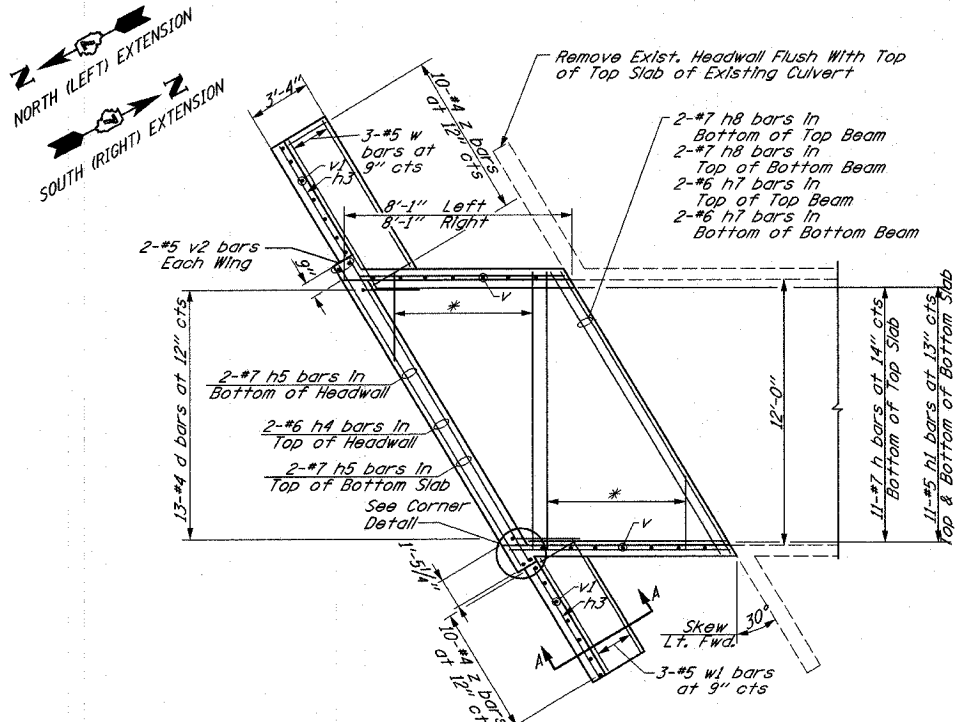 Z
NORTH (LEFT) EXTENSION
Z
SOUTH (RIGHT) EXTENSION
3'-4"
10-#4 z bars
at 12" cts
Remove Exist. Headwall Flush With Top
of Top Slab of Existing Culvert
3-#5 w
bars at
9" cts
v1
h3
2-#7 h8 bars in
Bottom of Top Beam
2-#7 h8 bars in
Top of Bottom Beam
2-#6 h7 bars in
Top of Top Beam
2-#6 h7 bars in
Bottom of Bottom Beam
8'-1" Left
8'-1" Right
2-#5 v2 bars
Each Wing
9"
v
*
13-#4 d bars at 12" cts
2-#7 h5 bars in
Bottom of Headwall
2-#6 h4 bars in
Top of Headwall
2-#7 h5 bars in
Top of Bottom Slab
See Corner
Detail
12'-0"
11-#7 h bars at 14" cts
Bottom of Top Slab
11-#5 h1 bars at 13" cts
Top & Bottom of Bottom Slab
*
v
1'-5 1/4"
v1
h3
A
A
10-#4 z bars
at 12" cts
Skew
Lt. Fwd.
30°
3-#5 w1 bars
at 9" cts